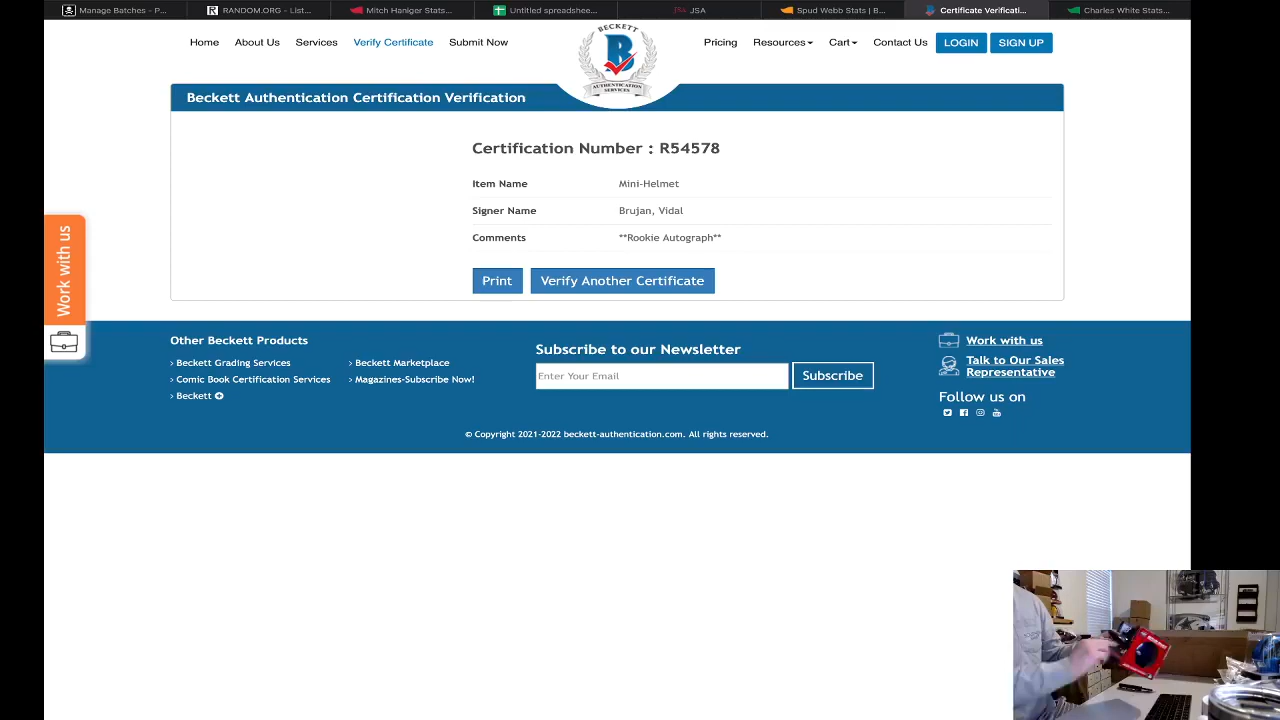 Manage Batches – P...
RANDOM.ORG - List...
Mitch Haniger Stats...
Untitled spreadshee...
JSA
Spud Webb Stats | B...
Certificate Verificati...
Charles White Stats...
Home
About Us
Services
Verify Certificate
Submit Now
BECKETT
B
AUTHENTICATION
SERVICES
Pricing
Resources
Cart
Contact Us
LOGIN
SIGN UP
Beckett Authentication Certification Verification
Certification Number : R54578
Item Name Mini-Helmet
Signer Name Brujan, Vidal
Comments **Rookie Autograph**
Print
Verify Another Certificate
Work with us
Other Beckett Products
› Beckett Grading Services
› Comic Book Certification Services
› Beckett
› Beckett Marketplace
› Magazines-Subscribe Now!
Subscribe to our Newsletter
Enter Your Email
Subscribe
Work with us
Talk to Our Sales
Representative
Follow us on
© Copyright 2021-2022 beckett-authentication.com. All rights reserved.